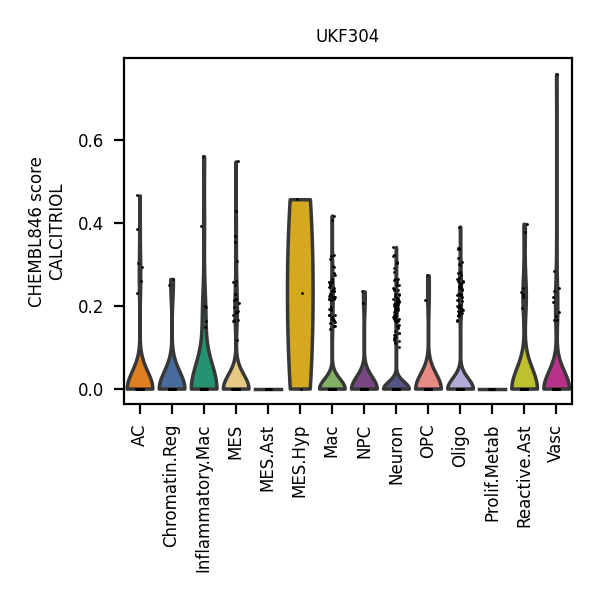 UKF304
CHEMBL846 score
CALCITRIOL
0.6
0.4
0.2
0.0
AC
Chromatin.Reg
Inflammatory.Mac
MES
MES.Ast
MES.Hyp
Mac
NPC
Neuron
OPC
Oligo
Prolif.Metab
Reactive.Ast
Vasc